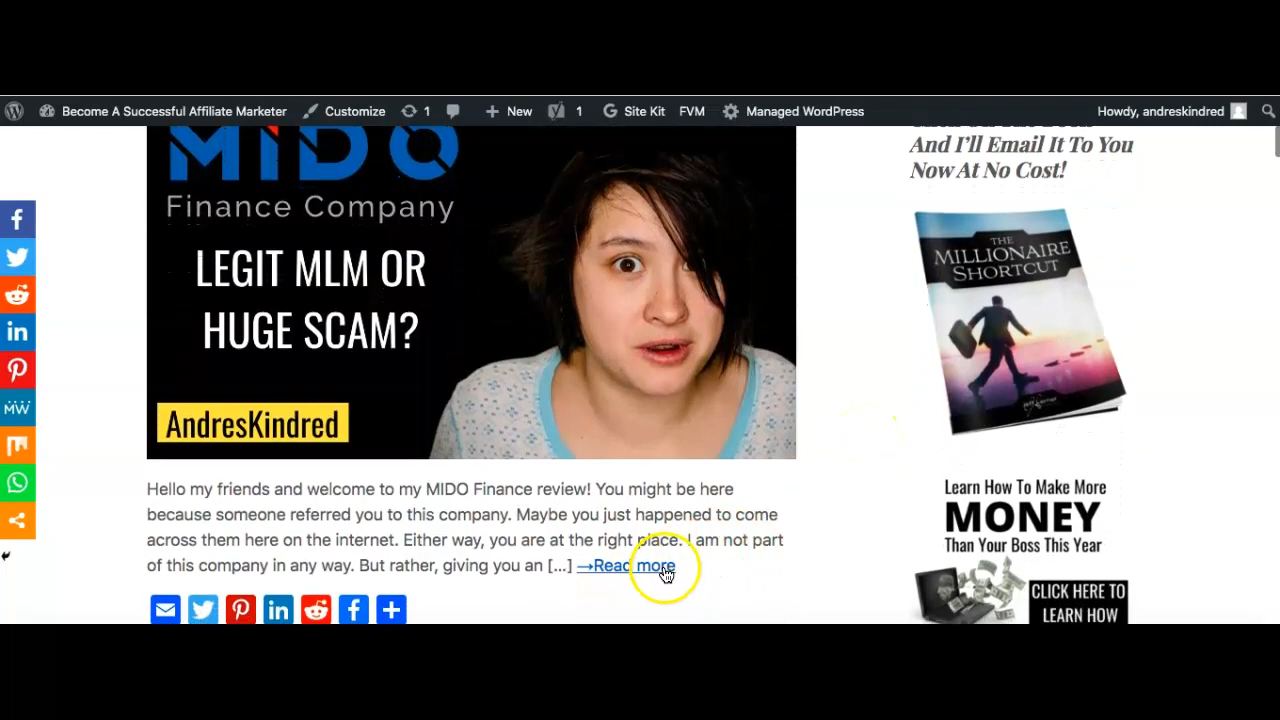 Become A Successful Affiliate Marketer Customize 1 New 1 Site Kit FVM Managed WordPress Howdy, andreskindred
MIDO
Finance Company
LEGIT MLM OR
HUGE SCAM?
AndresKindred
Hello my friends and welcome to my MIDO Finance review! You might be here
because someone referred you to this company. Maybe you just happened to come
across them here on the internet. Either way, you are at the right place. I am not part
of this company in any way. But rather, giving you an [...] →Read more
And I'll Email It To You
Now At No Cost!
THE
MILLIONAIRE
SHORTCUT
Learn How To Make More
MONEY
Than Your Boss This Year
CLICK HERE TO
LEARN HOW